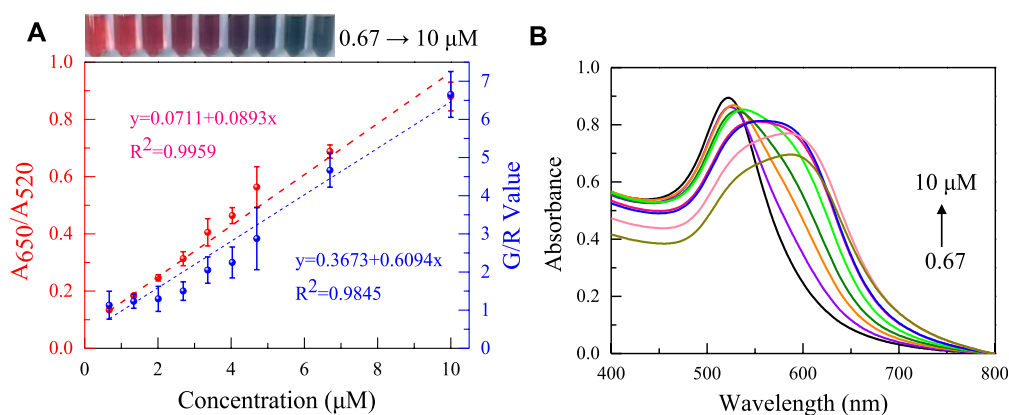 A
0.67 → 10 μM
1.0
0.8
0.6
0.4
0.2
0.0
A650/A520
y=0.0711+0.0893x
R2=0.9959
y=0.3673+0.6094x
R2=0.9845
7
6
5
4
3
2
1
0
G/R Value
0 2 4 6 8 10
Concentration (μM)
B
1.0
0.8
0.6
0.4
0.2
0.0
Absorbance
10 μM
0.67
400 500 600 700 800
Wavelength (nm)